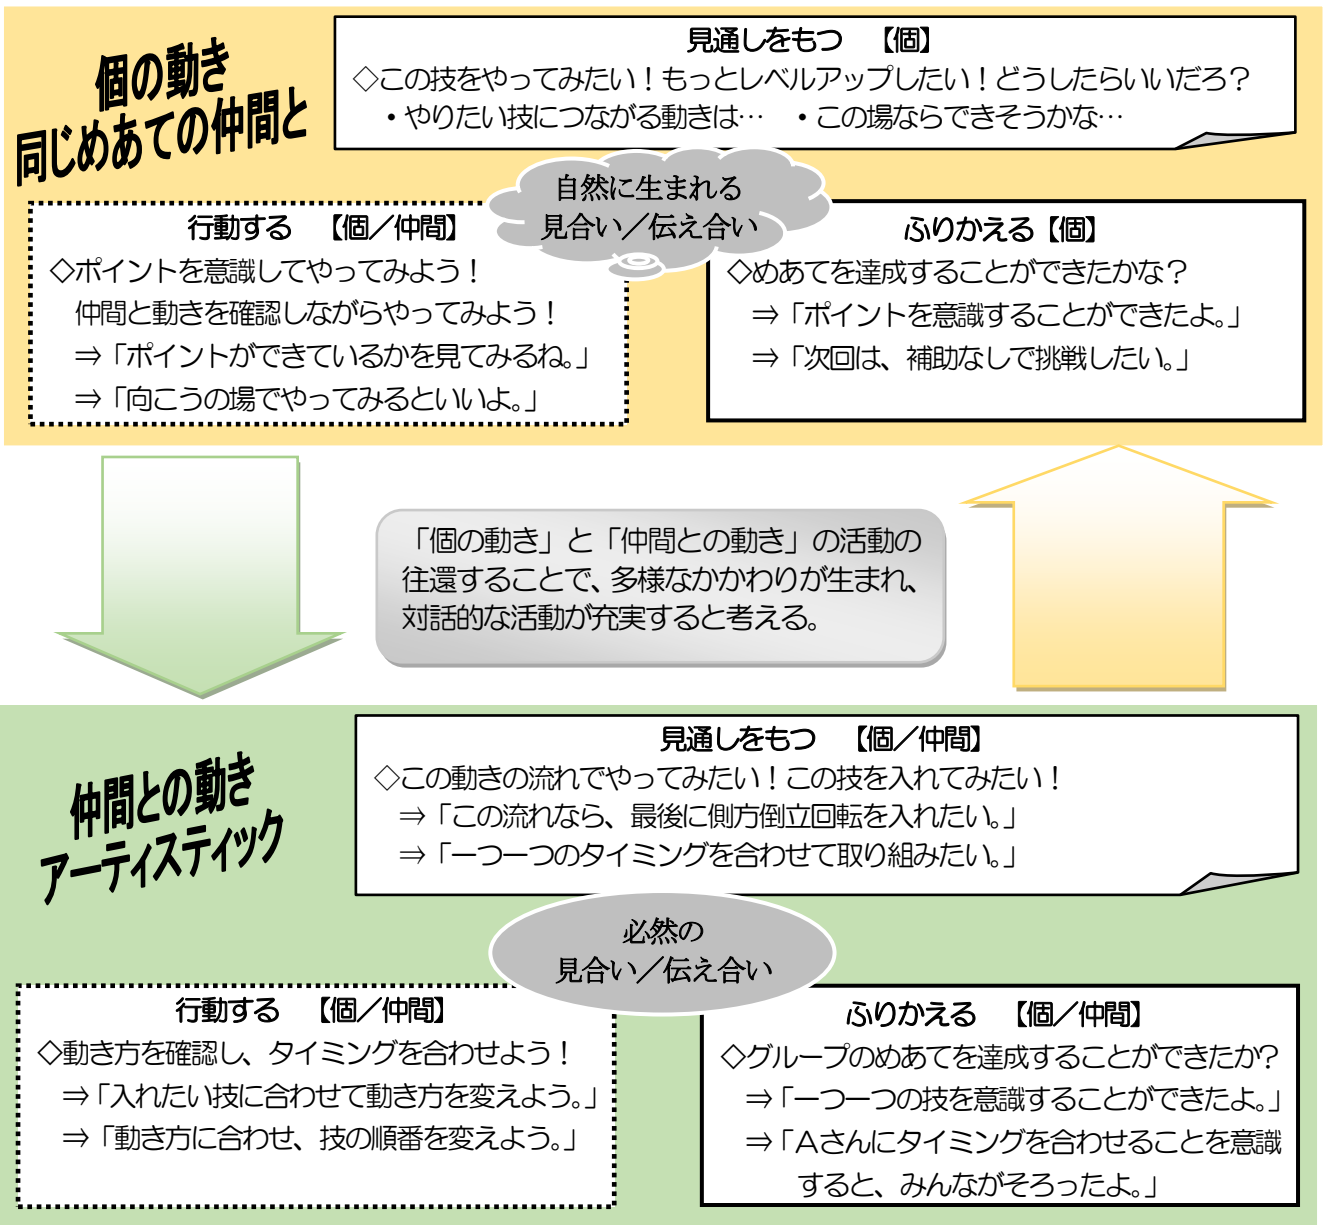 個の動き
同じめあての仲間と
見通しをもつ　【個】
◇この技をやってみたい！もっとレベルアップしたい！どうしたらいいだろ？
・やりたい技につながる動きは…　・この場ならできそうかな…
自然に生まれる
見合い／伝え合い
行動する　【個／仲間】
◇ポイントを意識してやってみよう！
仲間と動きを確認しながらやってみよう！
⇒「ポイントができているかを見てみるね。」
⇒「向こうの場でやってみるといいよ。」
ふりかえる【個】
◇めあてを達成することができたかな？
⇒「ポイントを意識することができたよ。」
⇒「次回は、補助なしで挑戦したい。」
「個の動き」と「仲間との動き」の活動の
往還することで、多様なかかわりが生まれ、
対話的な活動が充実すると考える。
仲間との動き
アーティスティック
見通しをもつ　【個／仲間】
◇この動きの流れでやってみたい！この技を入れてみたい！
⇒「この流れなら、最後に側方倒立回転を入れたい。」
⇒「一つ一つのタイミングを合わせて取り組みたい。」
必然の
見合い／伝え合い
行動する　【個／仲間】
◇動き方を確認し、タイミングを合わせよう！
⇒「入れたい技に合わせて動き方を変えよう。」
⇒「動き方に合わせ、技の順番を変えよう。」
ふりかえる　【個／仲間】
◇グループのめあてを達成することができたか?
⇒「一つ一つの技を意識することができたよ。」
⇒「Aさんにタイミングを合わせることを意識
すると、みんながそろったよ。」